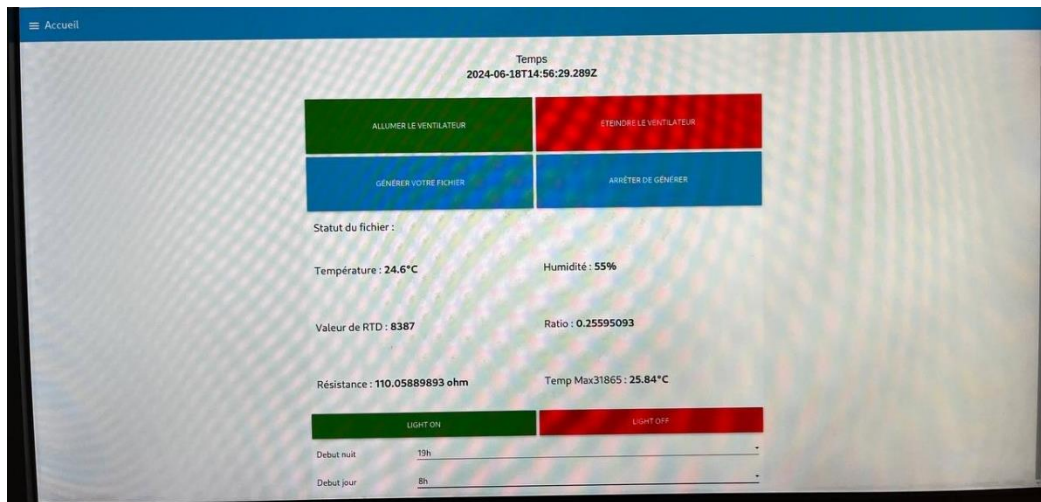 ≡ Accueil
Temps
2024-06-18T14:56:29.289Z
ALLUMER LE VENTILATEUR
ETEINDRE LE VENTILATEUR
GÉNÉRER VOTRE FICHIER
ARRÊTER DE GÉNÉRER
Statut du fichier :
Température : 24.6°C
Humidité : 55%
Valeur de RTD : 8387
Ratio : 0.25595093
Résistance : 110.05889893 ohm
Temp Max31865 : 25.84°C
LIGHT ON
LIGHT OFF
Debut nuit
19h
Debut jour
8h